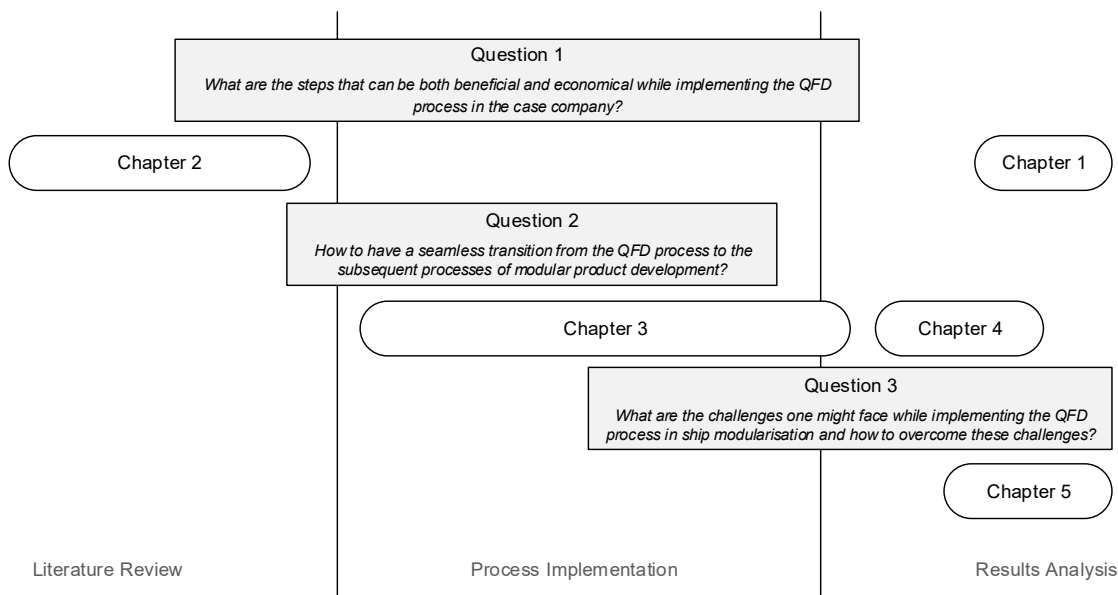 Question 1
What are the steps that can be both beneficial and economical while implementing the QFD
process in the case company?
Chapter 2
Chapter 1
Question 2
How to have a seamless transition from the QFD process to the
subsequent processes of modular product development?
Chapter 3
Chapter 4
Question 3
What are the challenges one might face while implementing the QFD
process in ship modularisation and how to overcome these challenges?
Chapter 5
Literature Review
Process Implementation
Results Analysis